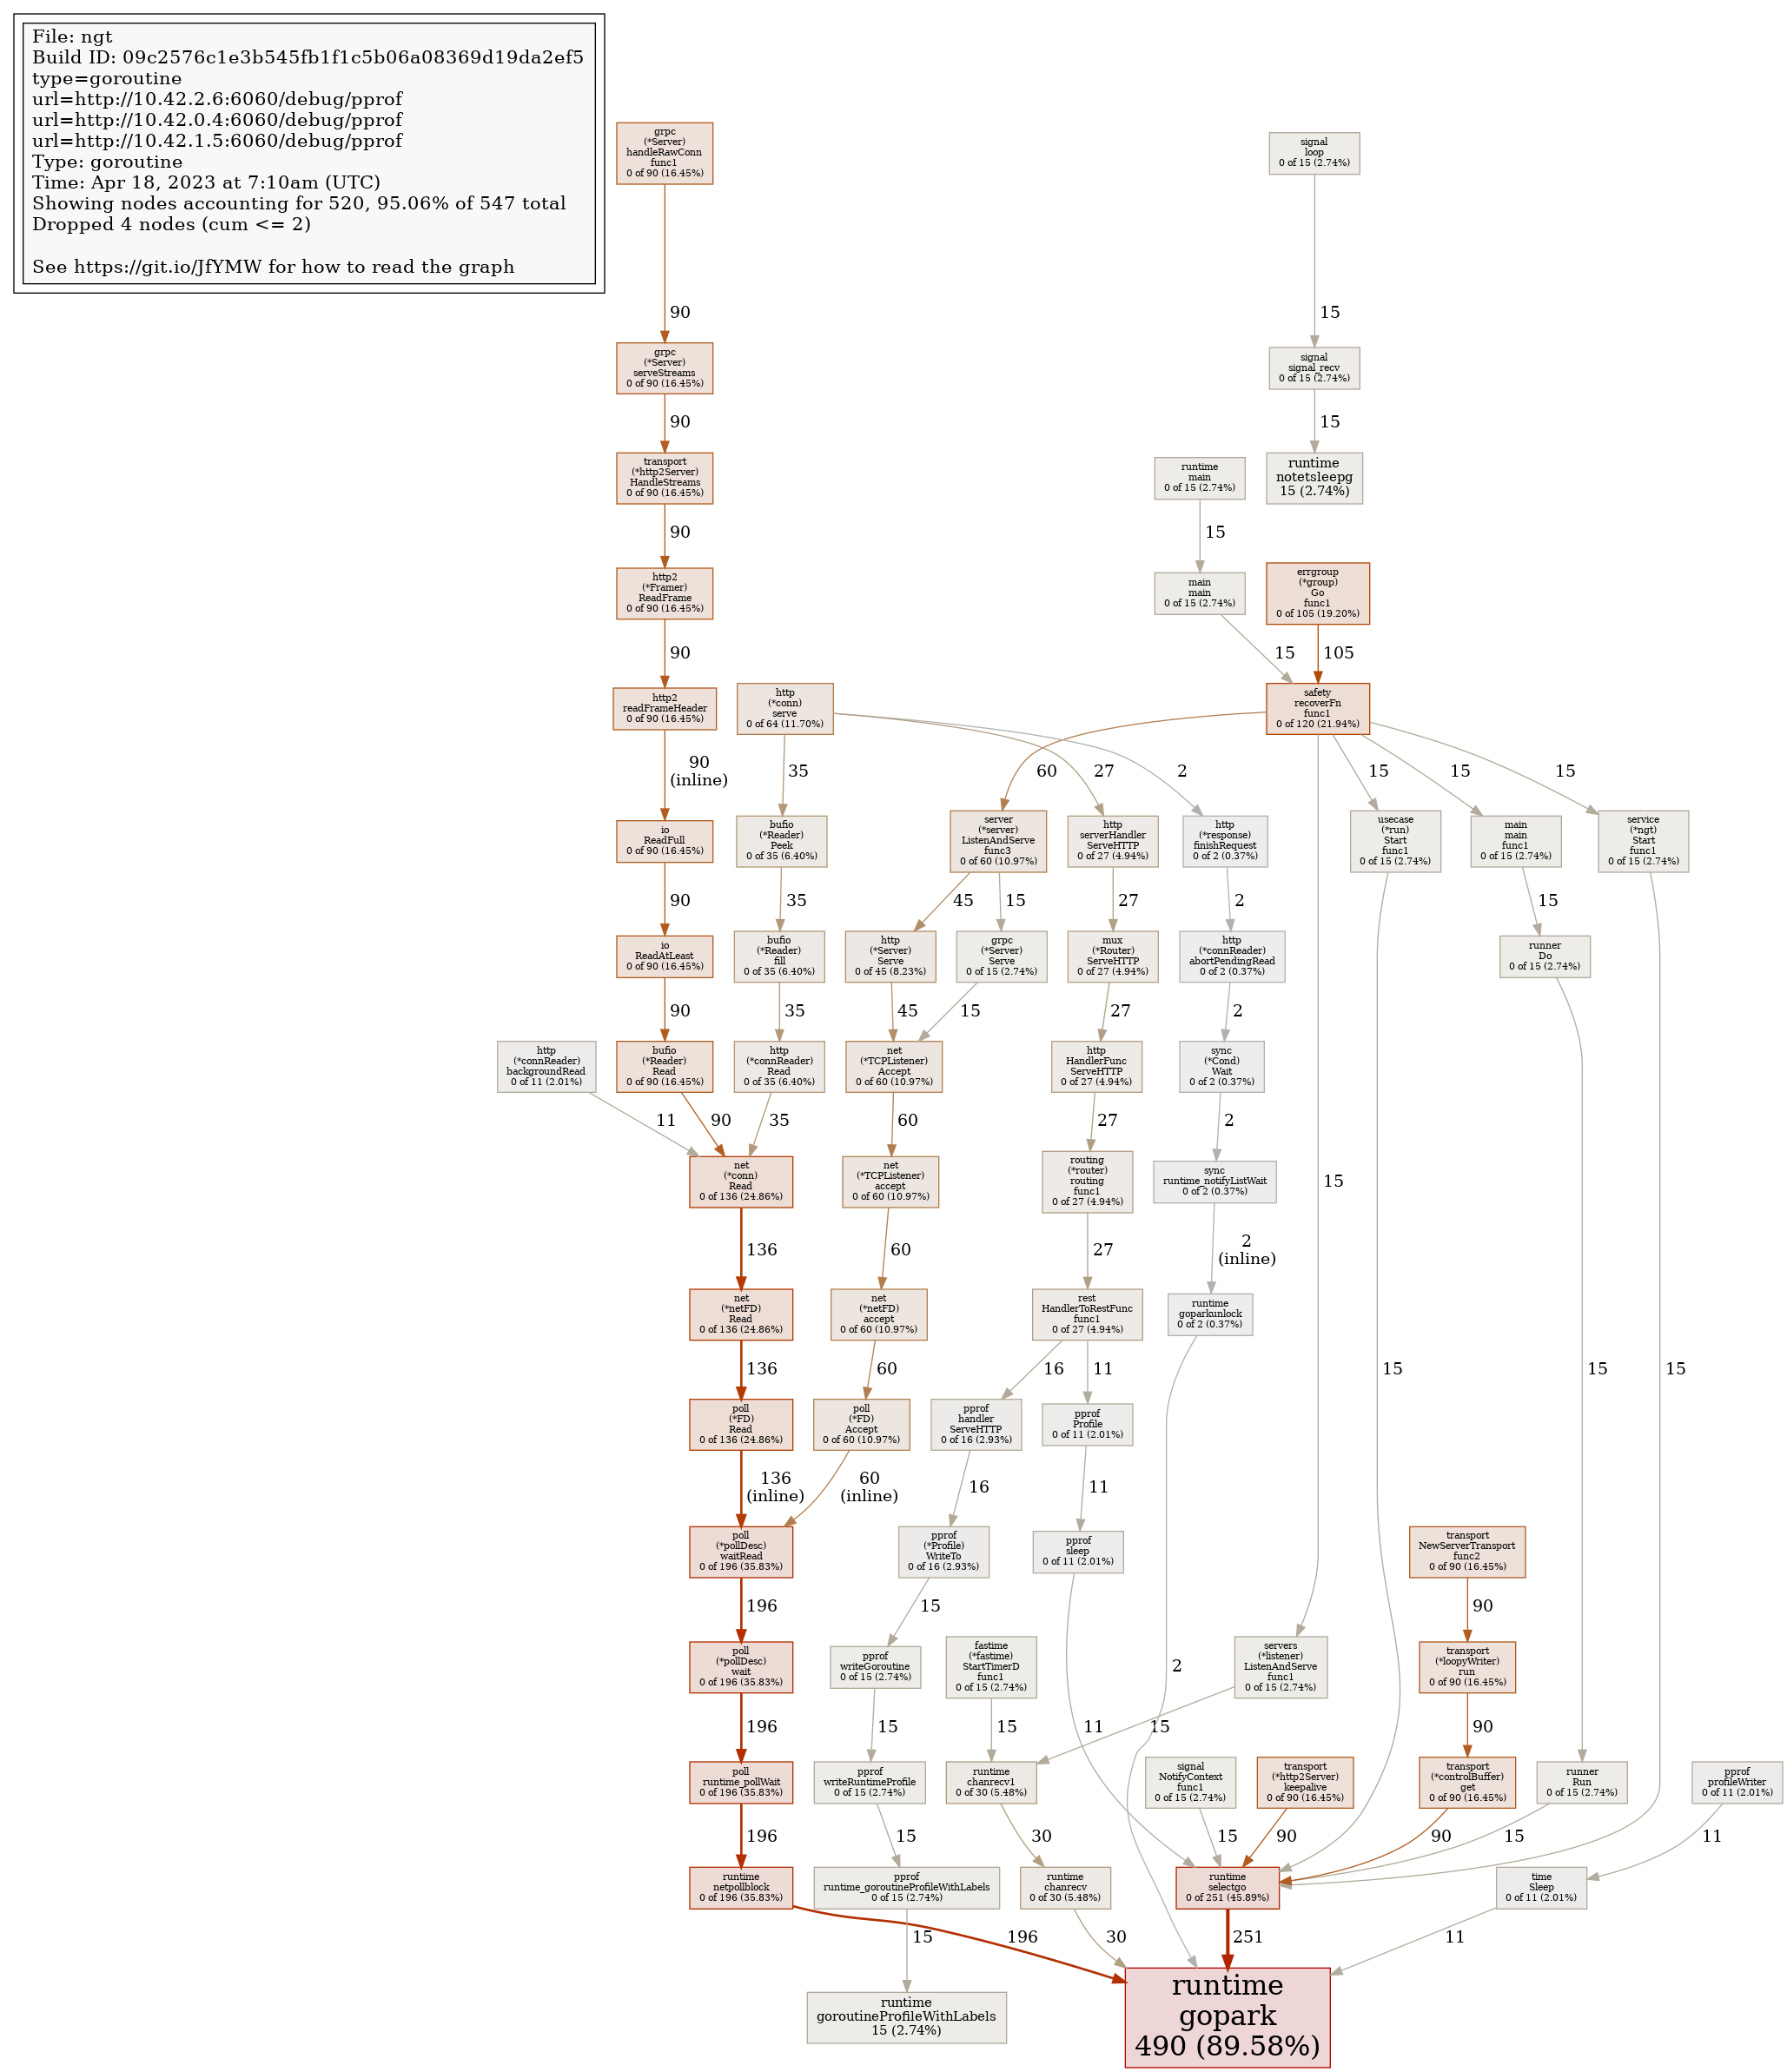 File: ngt
Build ID: 09c2576c1e3b545fb1f1c5b06a08369d19da2ef5
type=goroutine
url=http://10.42.2.6:6060/debug/pprof
url=http://10.42.0.4:6060/debug/pprof
url=http://10.42.1.5:6060/debug/pprof
Type: goroutine
Time: Apr 18, 2023 at 7:10am (UTC)
Showing nodes accounting for 520, 95.06% of 547 total
Dropped 4 nodes (cum <= 2)
See https://git.io/JfYMW for how to read the graph
grpc
(*Server)
handleRawConn
func1
0 of 90 (16.45%)
signal
loop
0 of 15 (2.74%)
90
15
grpc
(*Server)
serveStreams
0 of 90 (16.45%)
signal
signal_recv
0 of 15 (2.74%)
90
15
transport
(*http2Server)
HandleStreams
0 of 90 (16.45%)
runtime
main
0 of 15 (2.74%)
runtime
notetsleepg
15 (2.74%)
90
15
http2
(*Framer)
ReadFrame
0 of 90 (16.45%)
main
main
0 of 15 (2.74%)
errgroup
(*group)
Go
func1
0 of 105 (19.20%)
90
15
105
http2
readFrameHeader
0 of 90 (16.45%)
http
(*conn)
serve
0 of 64 (11.70%)
safety
recoverFn
func1
0 of 120 (21.94%)
90
(inline)
35
60
27
2
15
15
15
io
ReadFull
0 of 90 (16.45%)
bufio
(*Reader)
Peek
0 of 35 (6.40%)
server
(*server)
ListenAndServe
func3
0 of 60 (10.97%)
http
serverHandler
ServeHTTP
0 of 27 (4.94%)
http
(*response)
finishRequest
0 of 2 (0.37%)
usecase
(*run)
Start
func1
0 of 15 (2.74%)
main
main
func1
0 of 15 (2.74%)
service
(*ngt)
Start
func1
0 of 15 (2.74%)
90
35
45
15
27
2
15
io
ReadAtLeast
0 of 90 (16.45%)
bufio
(*Reader)
fill
0 of 35 (6.40%)
http
(*Server)
Serve
0 of 45 (8.23%)
grpc
(*Server)
Serve
0 of 15 (2.74%)
mux
(*Router)
ServeHTTP
0 of 27 (4.94%)
http
(*connReader)
abortPendingRead
0 of 2 (0.37%)
runner
Do
0 of 15 (2.74%)
90
35
45
15
27
2
http
(*connReader)
backgroundRead
0 of 11 (2.01%)
bufio
(*Reader)
Read
0 of 90 (16.45%)
http
(*connReader)
Read
0 of 35 (6.40%)
net
(*TCPListener)
Accept
0 of 60 (10.97%)
http
HandlerFunc
ServeHTTP
0 of 27 (4.94%)
sync
(*Cond)
Wait
0 of 2 (0.37%)
11
90
35
60
27
2
net
(*conn)
Read
0 of 136 (24.86%)
net
(*TCPListener)
accept
0 of 60 (10.97%)
routing
(*router)
routing
func1
0 of 27 (4.94%)
sync
runtime_notifyListWait
0 of 2 (0.37%)
15
136
60
27
2
(inline)
net
(*netFD)
Read
0 of 136 (24.86%)
net
(*netFD)
accept
0 of 60 (10.97%)
rest
HandlerToRestFunc
func1
0 of 27 (4.94%)
runtime
goparkunlock
0 of 2 (0.37%)
136
60
16
11
15
15
15
poll
(*FD)
Read
0 of 136 (24.86%)
poll
(*FD)
Accept
0 of 60 (10.97%)
pprof
handler
ServeHTTP
0 of 16 (2.93%)
pprof
Profile
0 of 11 (2.01%)
136
(inline)
60
(inline)
16
11
poll
(*pollDesc)
waitRead
0 of 196 (35.83%)
pprof
(*Profile)
WriteTo
0 of 16 (2.93%)
pprof
sleep
0 of 11 (2.01%)
transport
NewServerTransport
func2
0 of 90 (16.45%)
196
15
90
poll
(*pollDesc)
wait
0 of 196 (35.83%)
pprof
writeGoroutine
0 of 15 (2.74%)
fastime
(*fastime)
StartTimerD
func1
0 of 15 (2.74%)
2
servers
(*listener)
ListenAndServe
func1
0 of 15 (2.74%)
transport
(*loopyWriter)
run
0 of 90 (16.45%)
196
15
15
11
15
90
poll
runtime_pollWait
0 of 196 (35.83%)
pprof
writeRuntimeProfile
0 of 15 (2.74%)
runtime
chanrecv1
0 of 30 (5.48%)
signal
NotifyContext
func1
0 of 15 (2.74%)
transport
(*http2Server)
keepalive
0 of 90 (16.45%)
transport
(*controlBuffer)
get
0 of 90 (16.45%)
runner
Run
0 of 15 (2.74%)
pprof
profileWriter
0 of 11 (2.01%)
196
15
30
15
90
90
15
11
runtime
netpollblock
0 of 196 (35.83%)
pprof
runtime_goroutineProfileWithLabels
0 of 15 (2.74%)
runtime
chanrecv
0 of 30 (5.48%)
runtime
selectgo
0 of 251 (45.89%)
time
Sleep
0 of 11 (2.01%)
15
196
30
251
11
runtime
goroutineProfileWithLabels
15 (2.74%)
runtime
gopark
490 (89.58%)